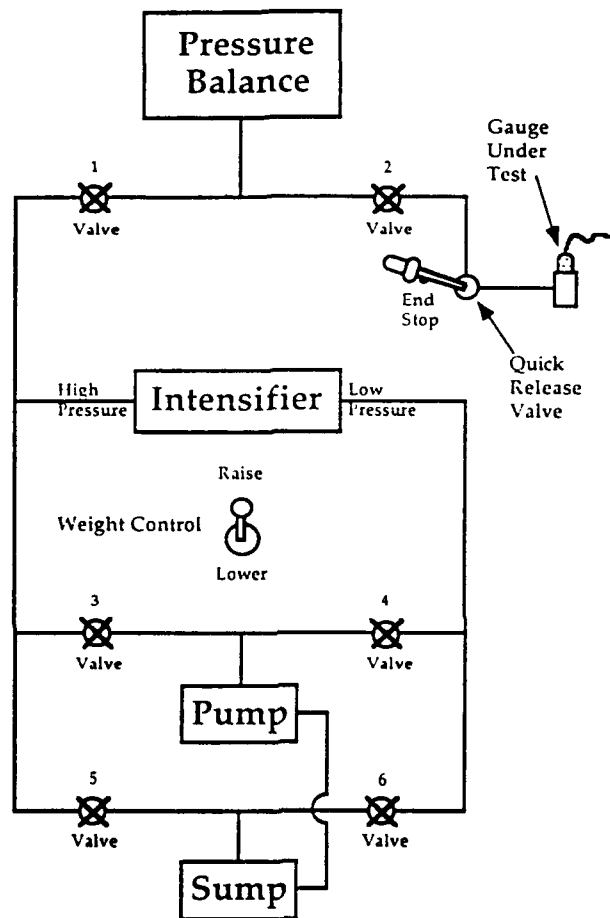 Pressure
Balance
Gauge
Under
Test
1
2
Valve
Valve
End
Stop
Quick
Release
Valve
High
Pressure
Intensifier
Low
Pressure
Raise
Weight Control
Lower
3
4
Valve
Valve
Pump
5
6
Valve
Valve
Sump